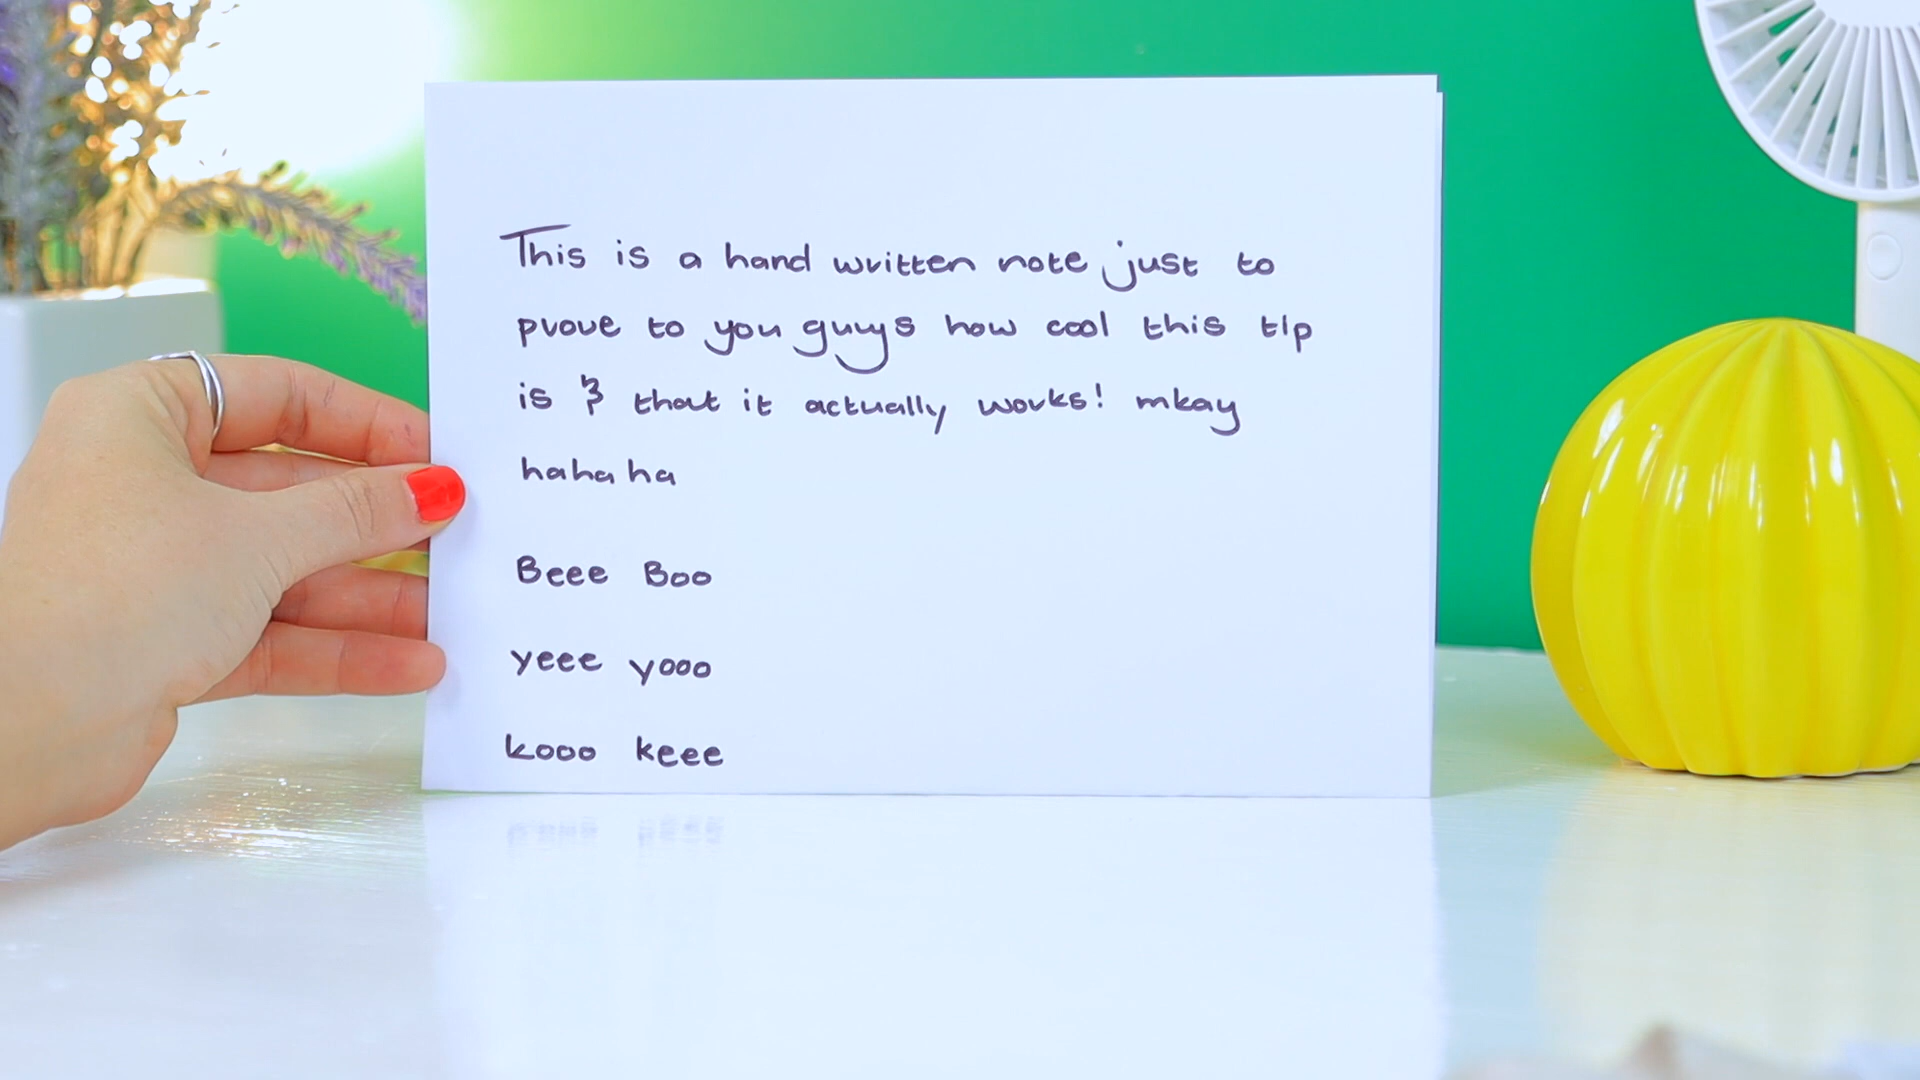 This is a hand written note just to
prove to you guys how cool this tip
is & that it actually works! mkay
hahaha
Beee Boo
yeee yooo
kooo keee